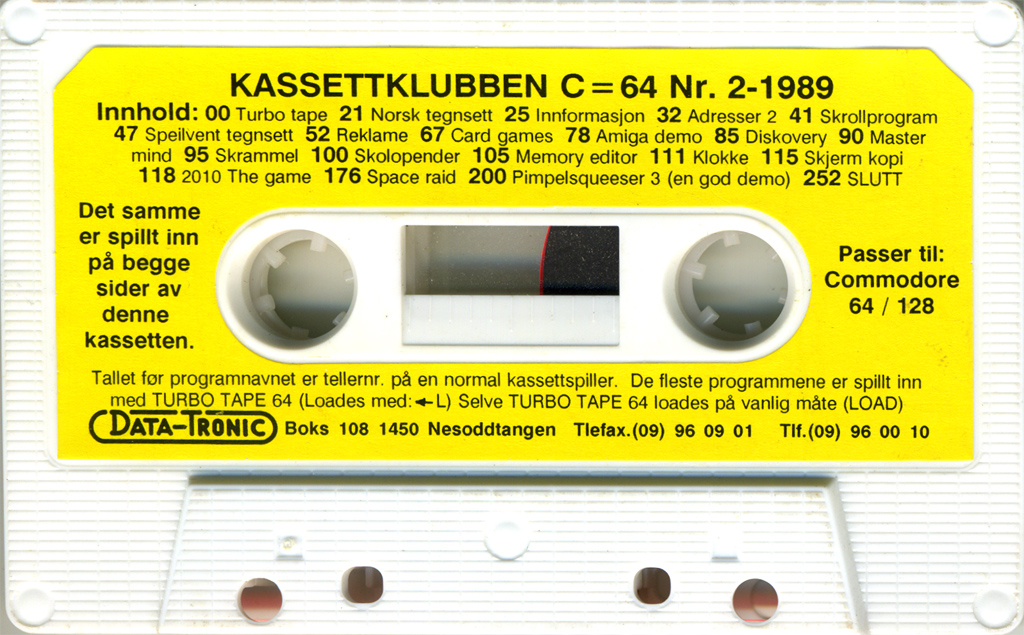 KASSETTKLUBBEN C=64 Nr. 2-1989
Innhold: 00 Turbo tape 21 Norsk tegnsett 25 Innformasjon 32 Adresser 2 41 Skrollprogram
47 Speilvent tegnsett 52 Reklame 67 Card games 78 Amiga demo 85 Diskovery 90 Master
mind 95 Skrammel 100 Skolopender 105 Memory editor 111 Klokke 115 Skjerm kopi
118 2010 The game 176 Space raid 200 Pimpelsqueeser 3 (en god demo) 252 SLUTT
Det samme
er spillt inn
på begge
sider av
denne
kassetten.
Passer til:
Commodore
64 / 128
Tallet før programnavnet er tellernr. på en normal kassettspiller. De fleste programmene er spillt inn
med TURBO TAPE 64 (Loades med:←L) Selve TURBO TAPE 64 loades på vanlig måte (LOAD)
DATA-TRONIC Boks 108 1450 Nesoddtangen Tlefax.(09) 96 09 01 Tlf.(09) 96 00 10